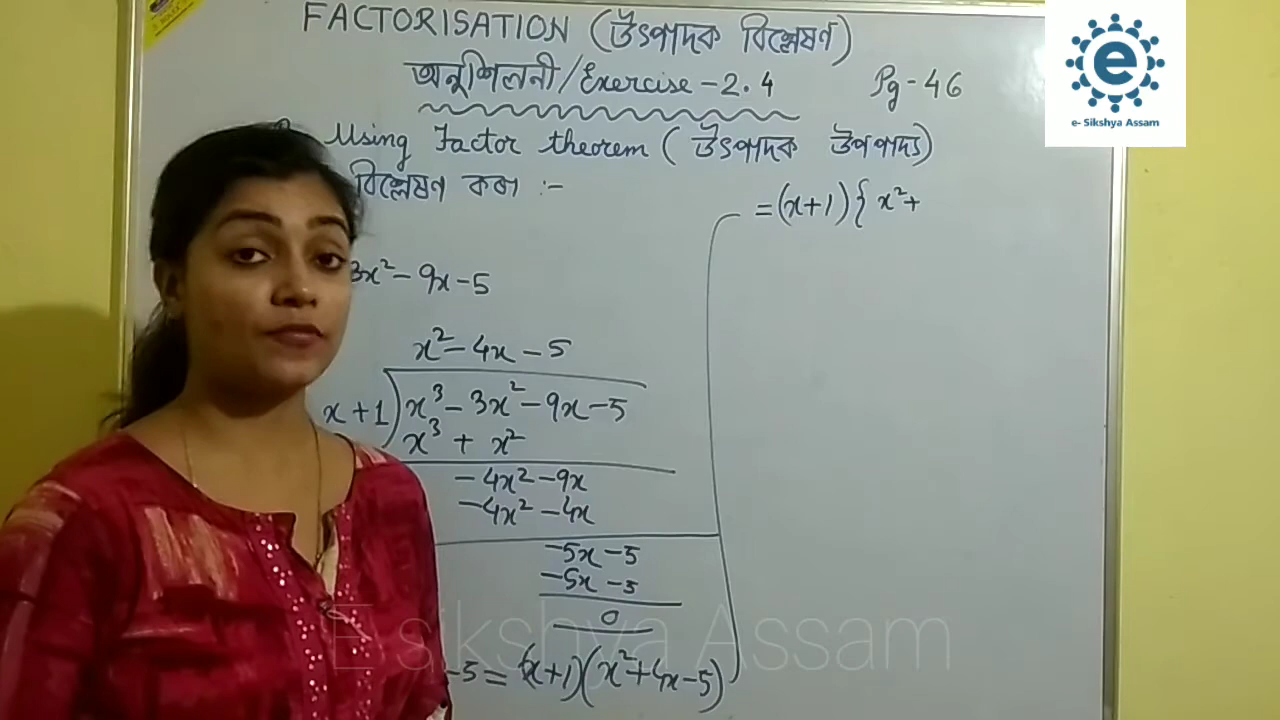 FACTORISATION (উৎপাদক বিশ্লেষণ)
অনুশিলনী/Exercise-2.4 Pg-46
Using Factor theorem (উৎপাদক উপপাদ্য)
বিশ্লেষণ কৰা :-
3x²-9x-5
x²-4x-5
x+1)x³-3x²-9x-5
x³+x²
-4x²-9x
-4x²-4x
-5x-5
-5x-5
0
-5=(x+1)(x²+4x-5)
=(x+1){x²+
e
e- Sikshya Assam
E sikshya Assam